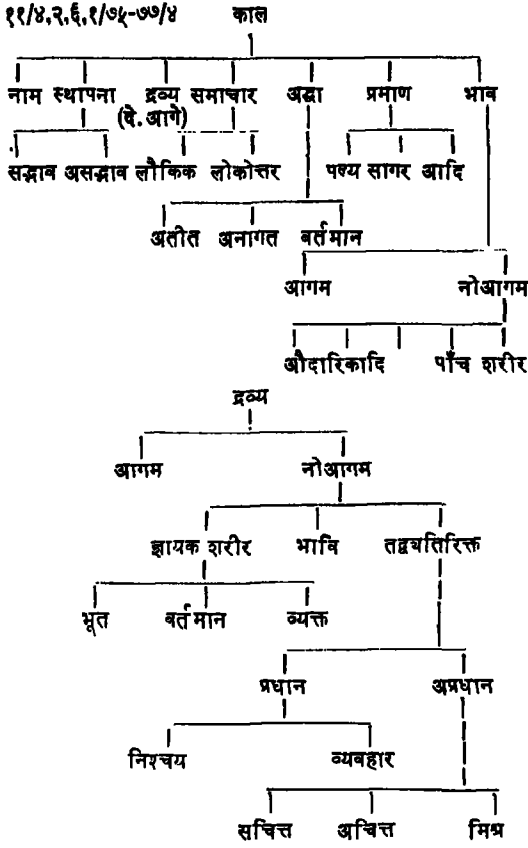 ११/४,२,६,१/७५-७७/४ काल
नाम स्थापना द्रव्य समाचार अद्धा प्रमाण भाव
(दे. आगे)
सद्भाव असद्भाव लौकिक लोकोत्तर पण्य सागर आदि
अतीत अनागत वर्तमान
आगम नोआगम
औदारिकादि पाँच शरीर
द्रव्य
आगम नोआगम
ज्ञायक शरीर भावि तद्वयतिरिक्त
भूत वर्तमान व्यक्त
प्रधान अप्रधान
निश्चय व्यवहार
सचित्त अचित्त मिश्र